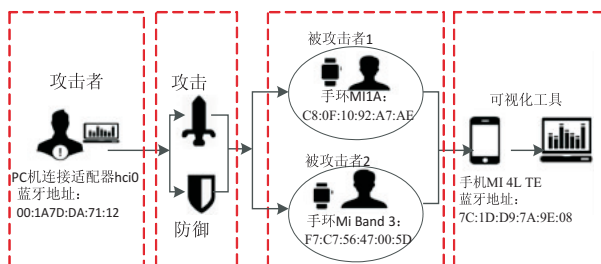 攻击者
PC机连接适配器hci0
蓝牙地址：
00:1A7D:DA:71:12
攻击
防御
被攻击者1
手环MI1A：
C8:0F:10:92:A7:AE
被攻击者2
手环Mi Band 3：
F7:C7:56:47:00:5D
可视化工具
手机MI 4L TE
蓝牙地址：
7C:1D:D9:7A:9E:08